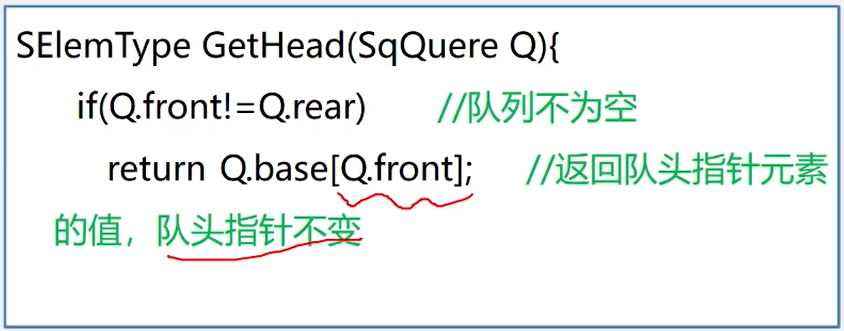 SElemType GetHead(SqQuere Q){
if(Q.front!=Q.rear) //队列不为空
return Q.base[Q.front]; //返回队头指针元素
的值，队头指针不变